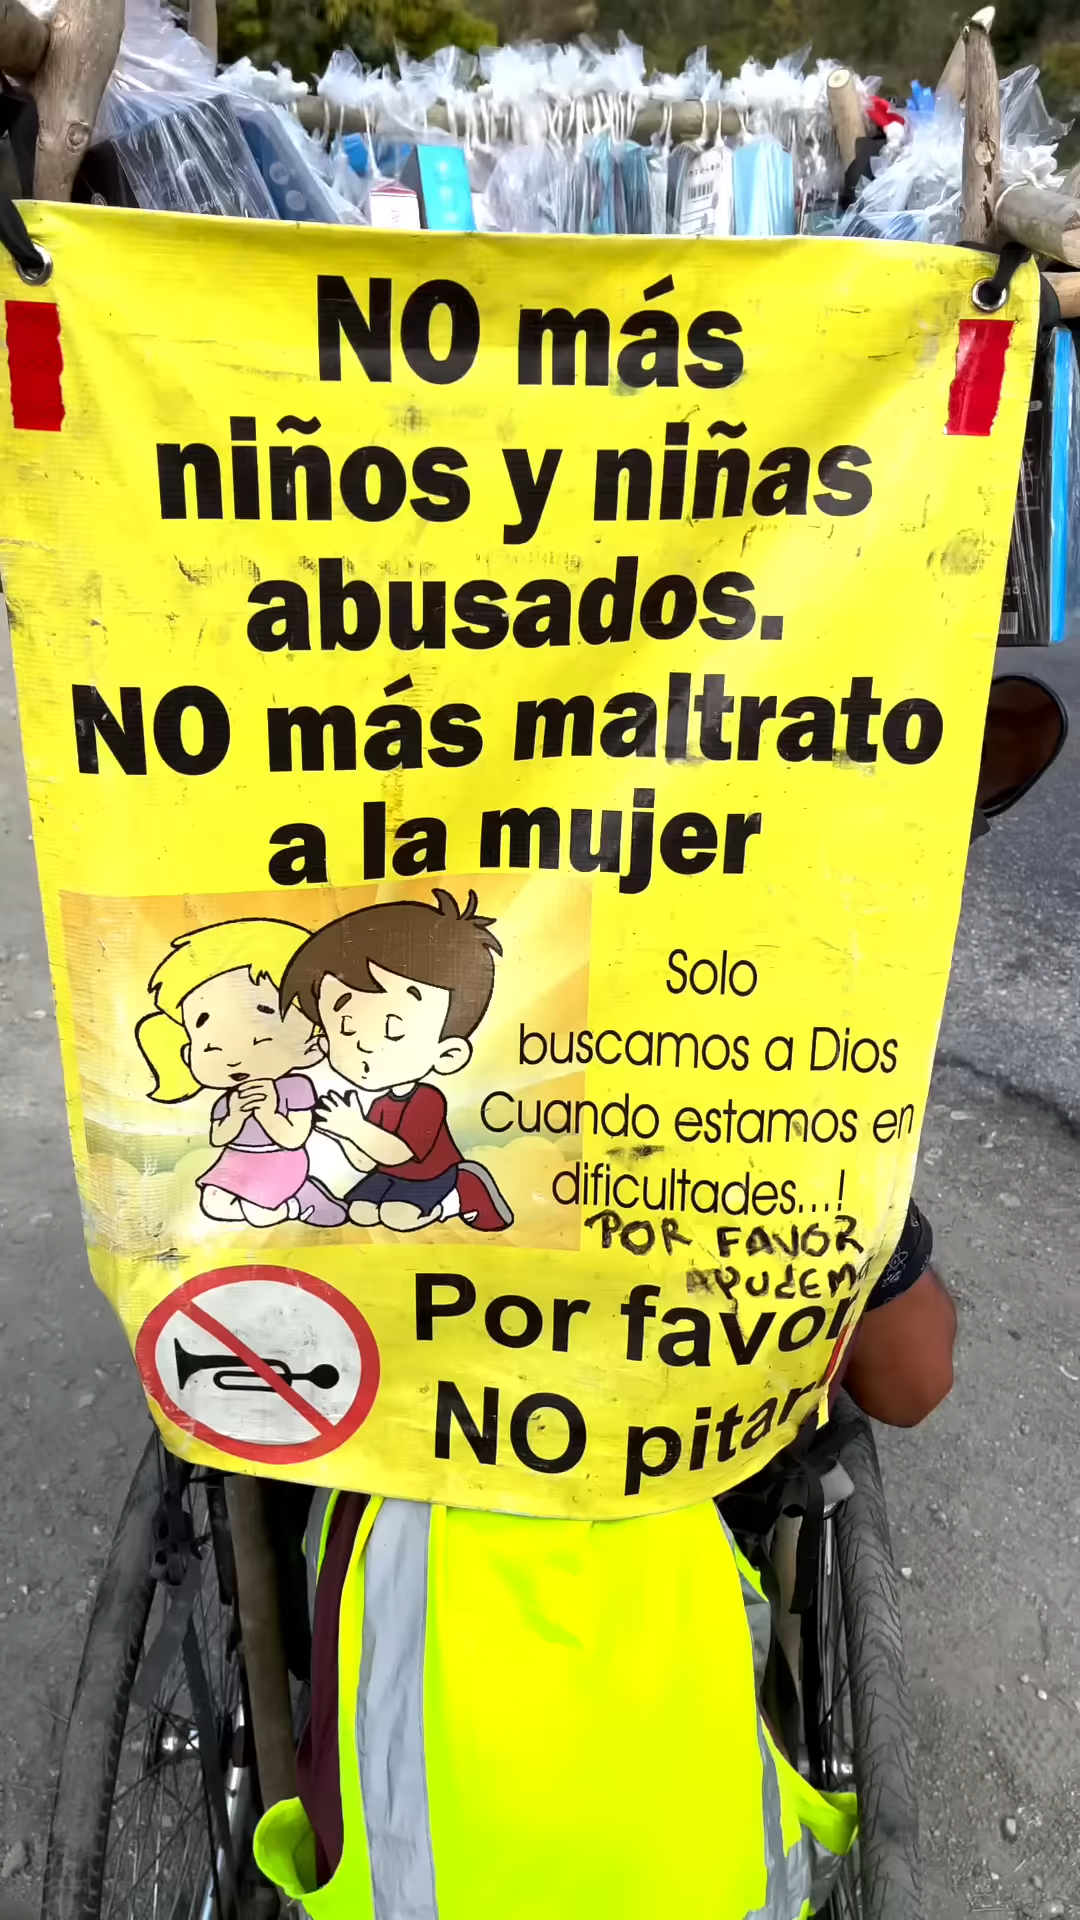 NO más
niños y niñas
abusados.
NO más maltrato
a la mujer
Solo
buscamos a Dios
Cuando estamos en
dificultades...!
POR FAVOR
Por favor
NO pitar